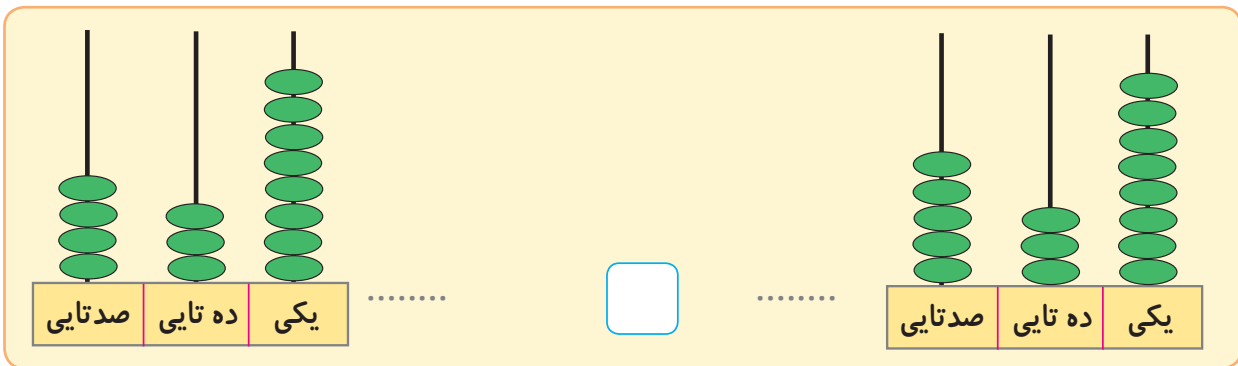 صدتایی ده تایی یکی
........
........
صدتایی ده تایی یکی